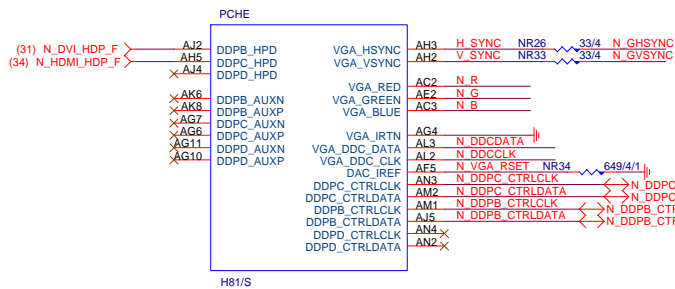 PCHE
(31) N_DVI_HDP_F AJ2 DDPB_HPD VGA_HSYNC AH3 H_SYNC NR26 33/4 N_GHSYNC
(34) N_HDMI_HDP_F AH5 DDPC_HPD VGA_VSYNC AH2 V_SYNC NR33 33/4 N_GVSYNC
AJ4 DDPD_HPD
VGA_RED AC2 N_R
AK6 DDPB_AUXN VGA_GREEN AE2 N_G
AK8 DDPB_AUXP VGA_BLUE AC3 N_B
AG7 DDPC_AUXN
AG6 DDPC_AUXP VGA_IRTN AG4
AG11 DDPD_AUXN VGA_DDC_DATA AL3 N_DDCDATA
AG10 DDPD_AUXP VGA_DDC_CLK AL2 N_DDCCLK
DAC_IREF AF5 N_VGA_RSET NR34 649/4/1
DDPC_CTRLCLK AN3 N_DDPC_CTRLCLK N_DDPC
DDPC_CTRLDATA AM2 N_DDPC_CTRLDATA N_DDPC
DDPB_CTRLCLK AM1 N_DDPB_CTRLCLK N_DDPB_CTR
DDPB_CTRLDATA AJ5 N_DDPB_CTRLDATA N_DDPB_CTR
DDPD_CTRLCLK AN4
DDPD_CTRLDATA AN2
H81/S